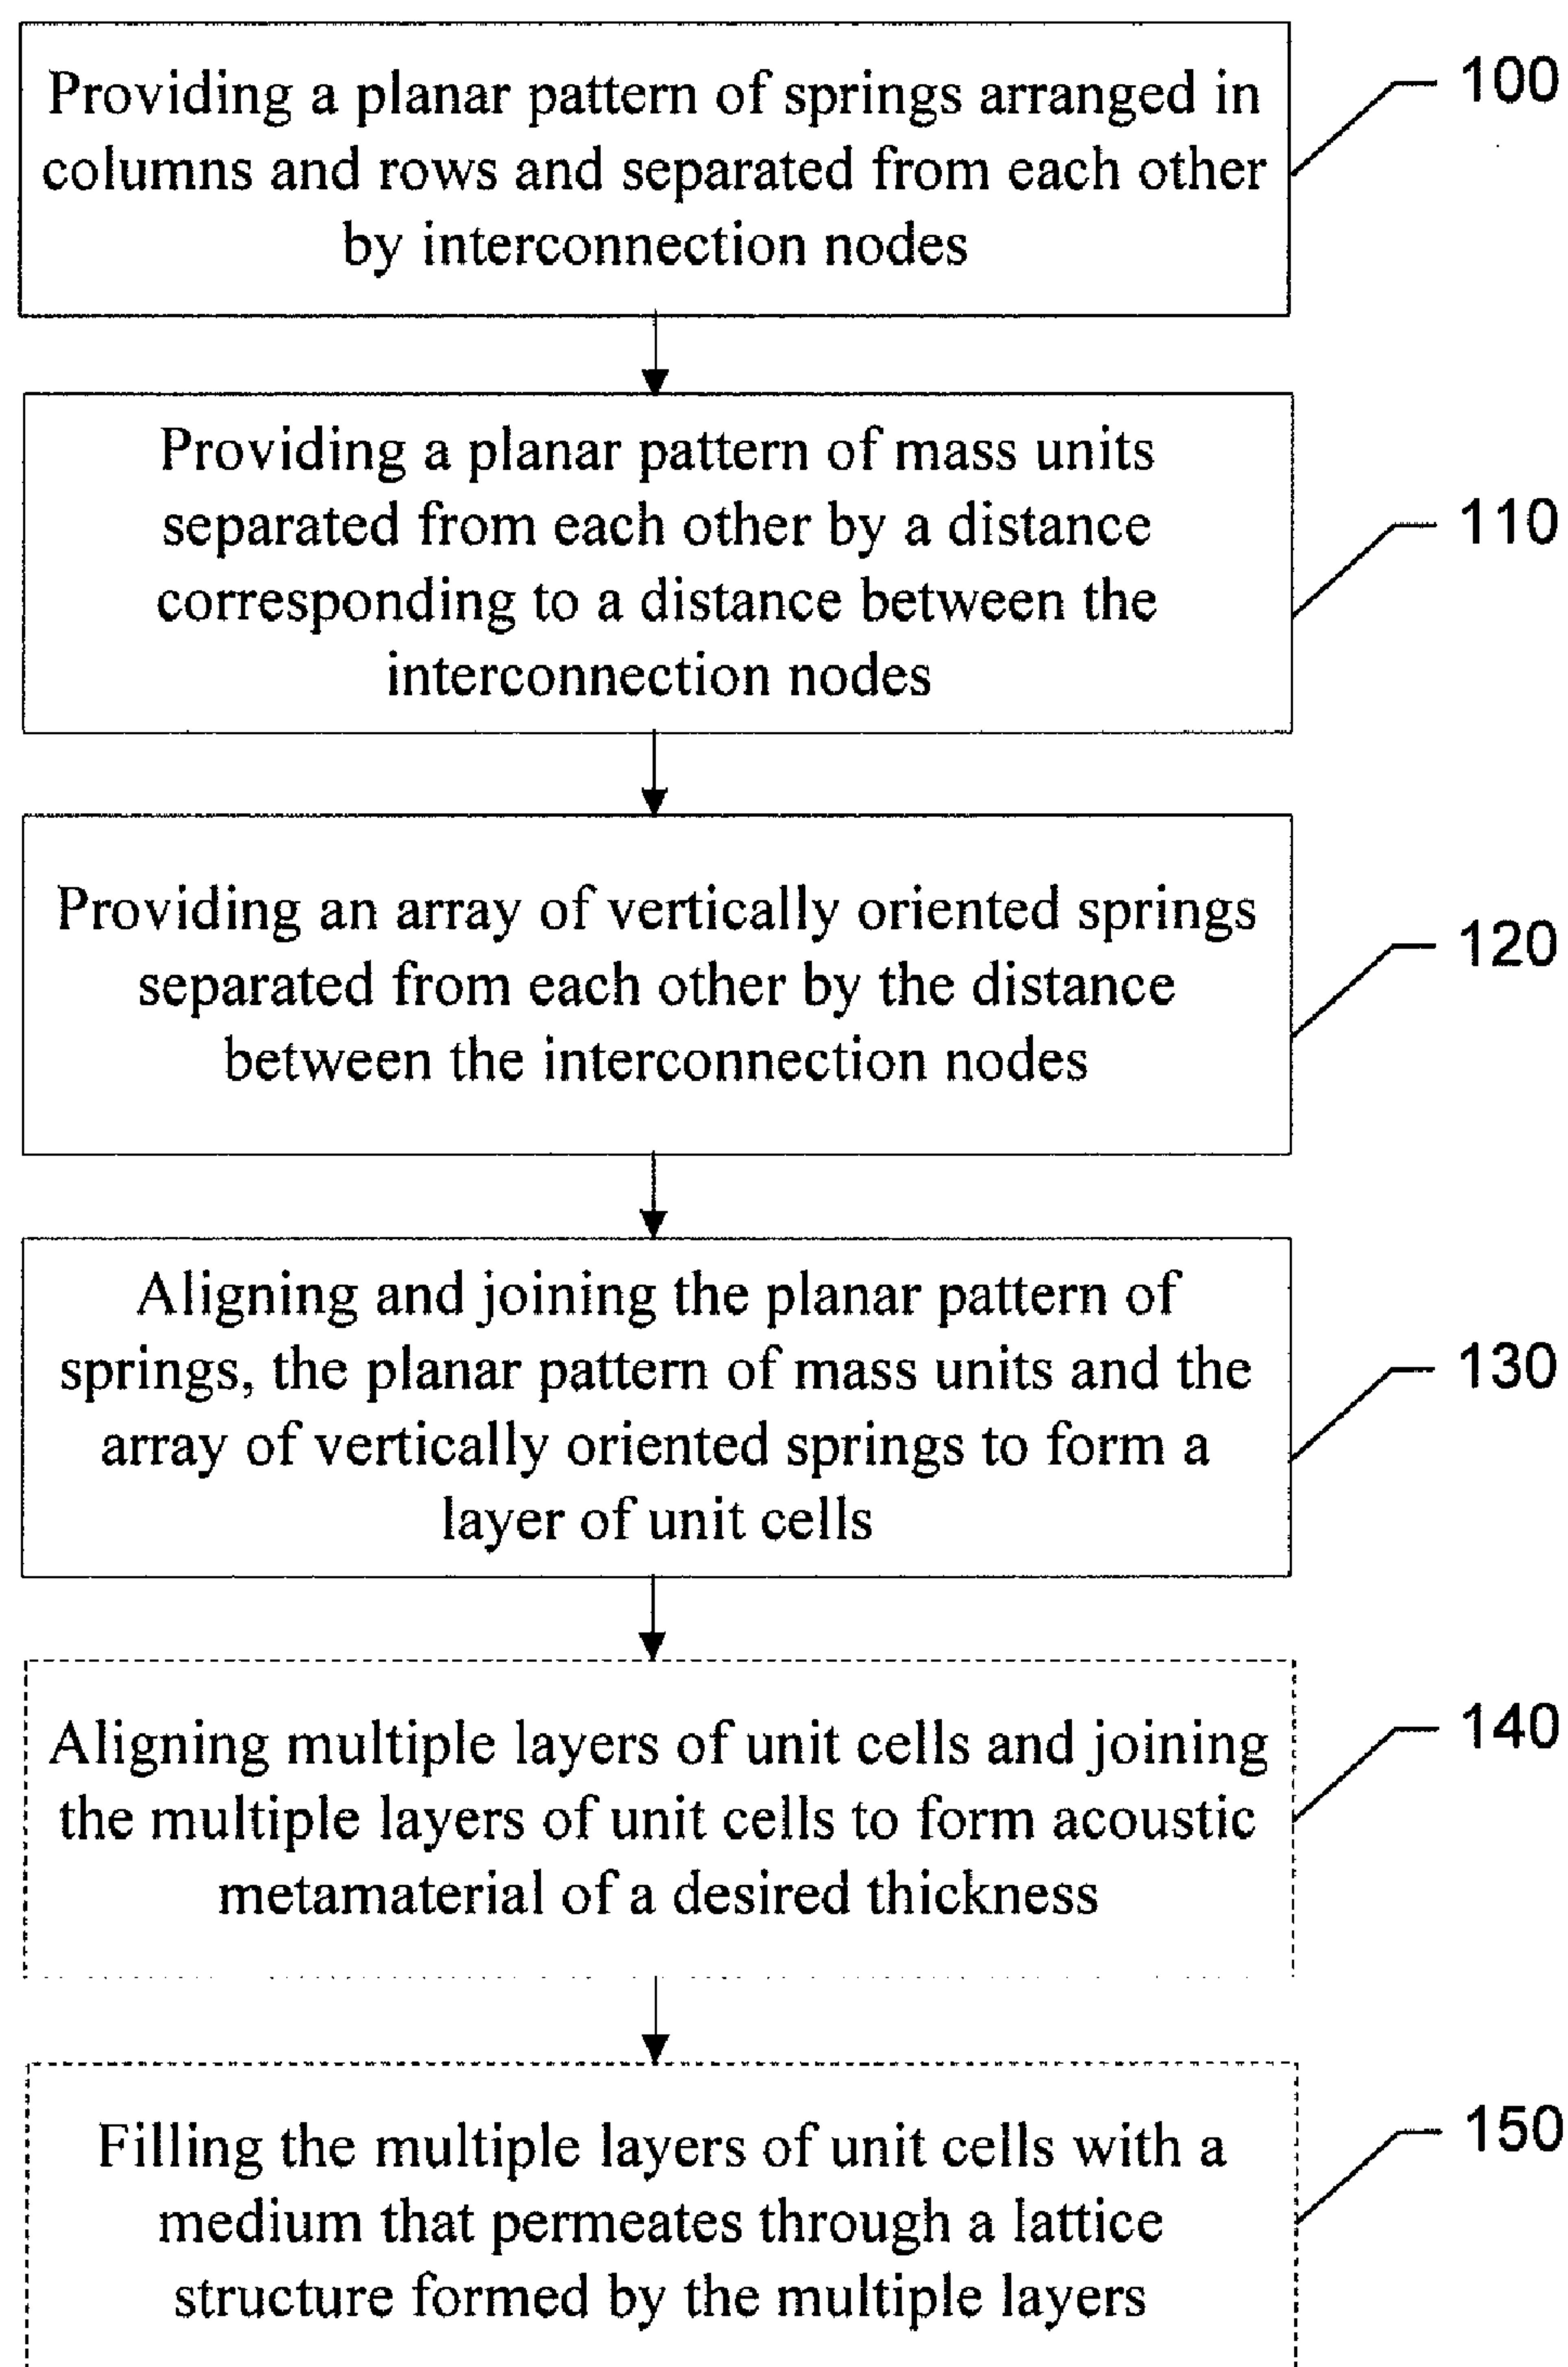 Providing a planar pattern of springs arranged in
columns and rows and separated from each other
by interconnection nodes
100
Providing a planar pattern of mass units
separated from each other by a distance
corresponding to a distance between the
interconnection nodes
110
Providing an array of vertically oriented springs
separated from each other by the distance
between the interconnection nodes
120
Aligning and joining the planar pattern of
springs, the planar pattern of mass units and the
array of vertically oriented springs to form a
layer of unit cells
130
Aligning multiple layers of unit cells and joining
the multiple layers of unit cells to form acoustic
metamaterial of a desired thickness
140
Filling the multiple layers of unit cells with a
medium that permeates through a lattice
structure formed by the multiple layers
150